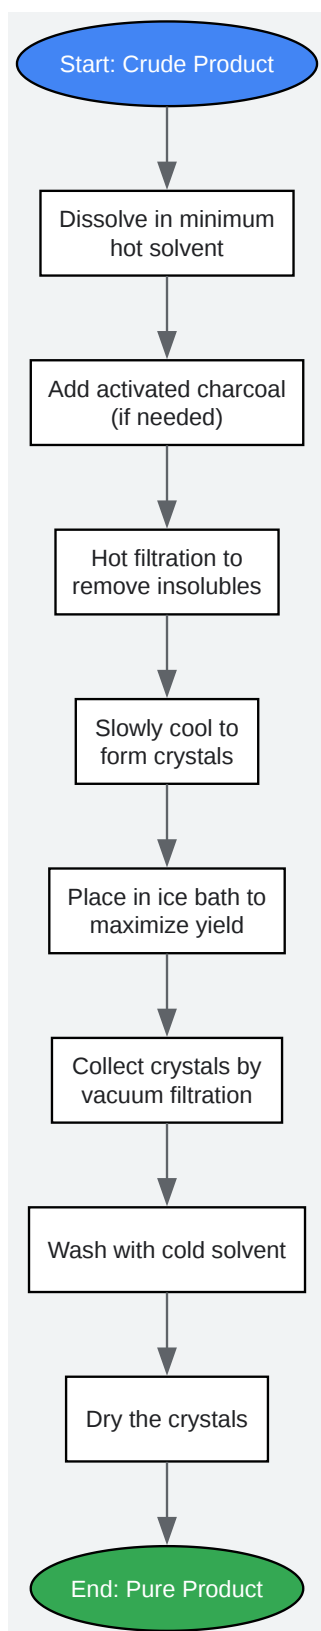 Start: Crude Product
Dissolve in minimum
hot solvent
Add activated charcoal
(if needed)
Hot filtration to
remove insolubles
Slowly cool to
form crystals
Place in ice bath to
maximize yield
Collect crystals by
vacuum filtration
Wash with cold solvent
Dry the crystals
End: Pure Product